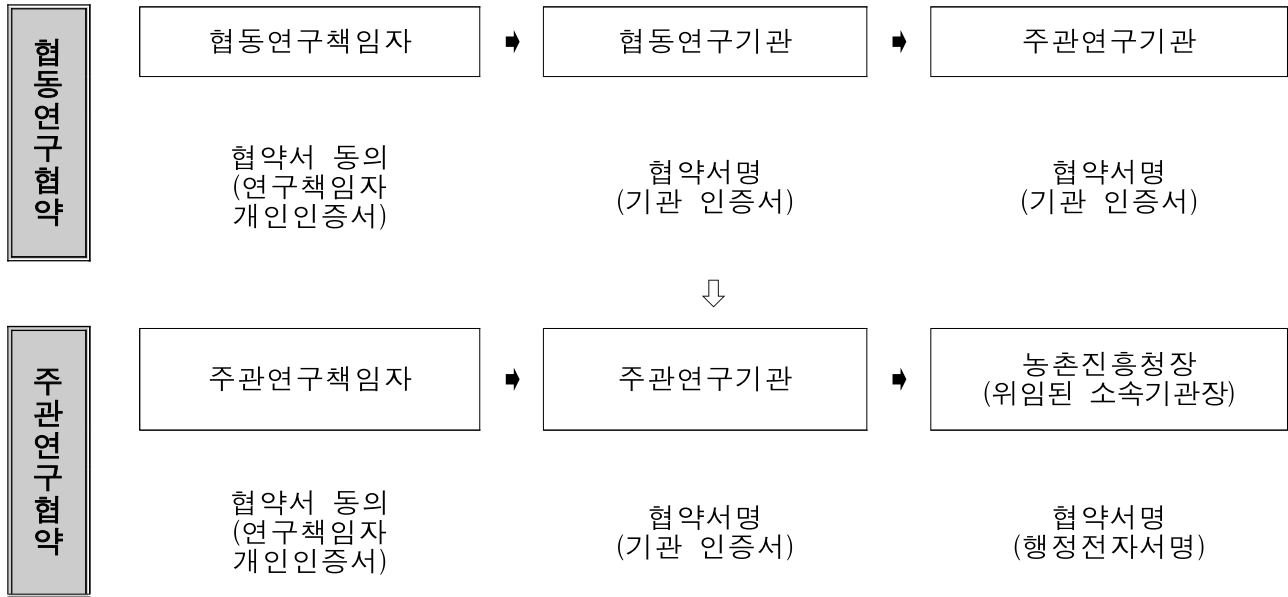 협동연구협약
협동연구책임자 ➧ 협동연구기관 ➧ 주관연구기관
협약서 동의
(연구책임자
개인인증서)
협약서명
(기관 인증서)
협약서명
(기관 인증서)
⇩
주관연구협약
주관연구책임자 ➧ 주관연구기관 ➧ 농촌진흥청장
(위임된 소속기관장)
협약서 동의
(연구책임자
개인인증서)
협약서명
(기관 인증서)
협약서명
(행정전자서명)